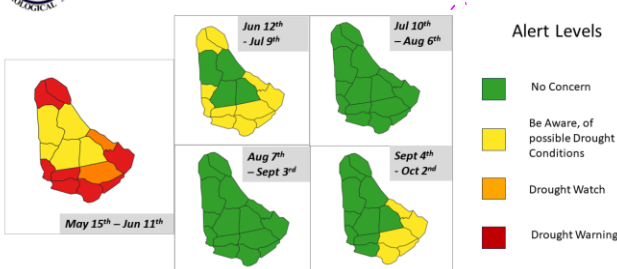 OLOGICAL
May 15th – Jun 11th
Jun 12th
- Jul 9th
Jul 10th
– Aug 6th
Aug 7th
– Sept 3rd
Sept 4th
- Oct 2nd
Alert Levels
No Concern
Be Aware, of
possible Drought
Conditions
Drought Watch
Drought Warning